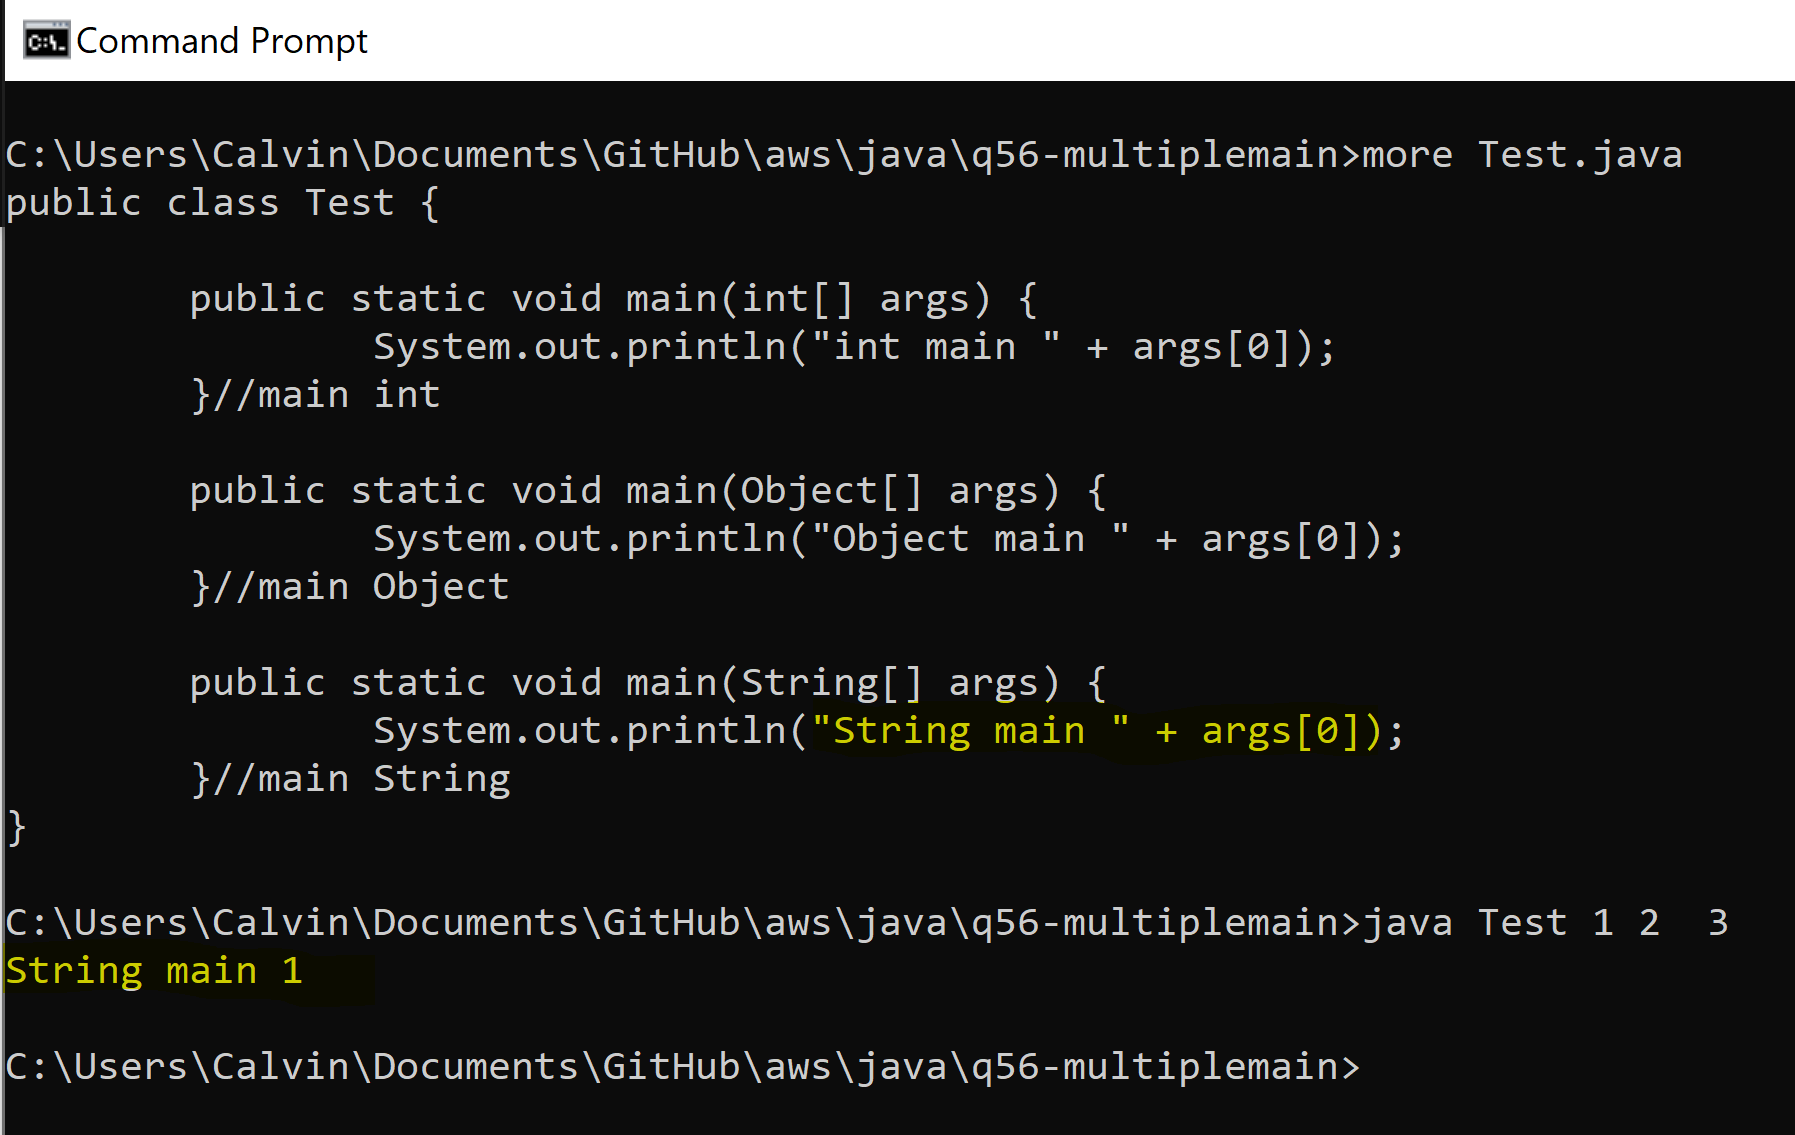 Command Prompt
C:\Users\Calvin\Documents\GitHub\aws\java\q56-multiplemain>more Test.java
public class Test {
        public static void main(int[] args) {
                System.out.println("int main " + args[0]);
        }//main int
        public static void main(Object[] args) {
                System.out.println("Object main " + args[0]);
        }//main Object
        public static void main(String[] args) {
                System.out.println("String main " + args[0]);
        }//main String
}
C:\Users\Calvin\Documents\GitHub\aws\java\q56-multiplemain>java Test 1 2  3
String main 1
C:\Users\Calvin\Documents\GitHub\aws\java\q56-multiplemain>